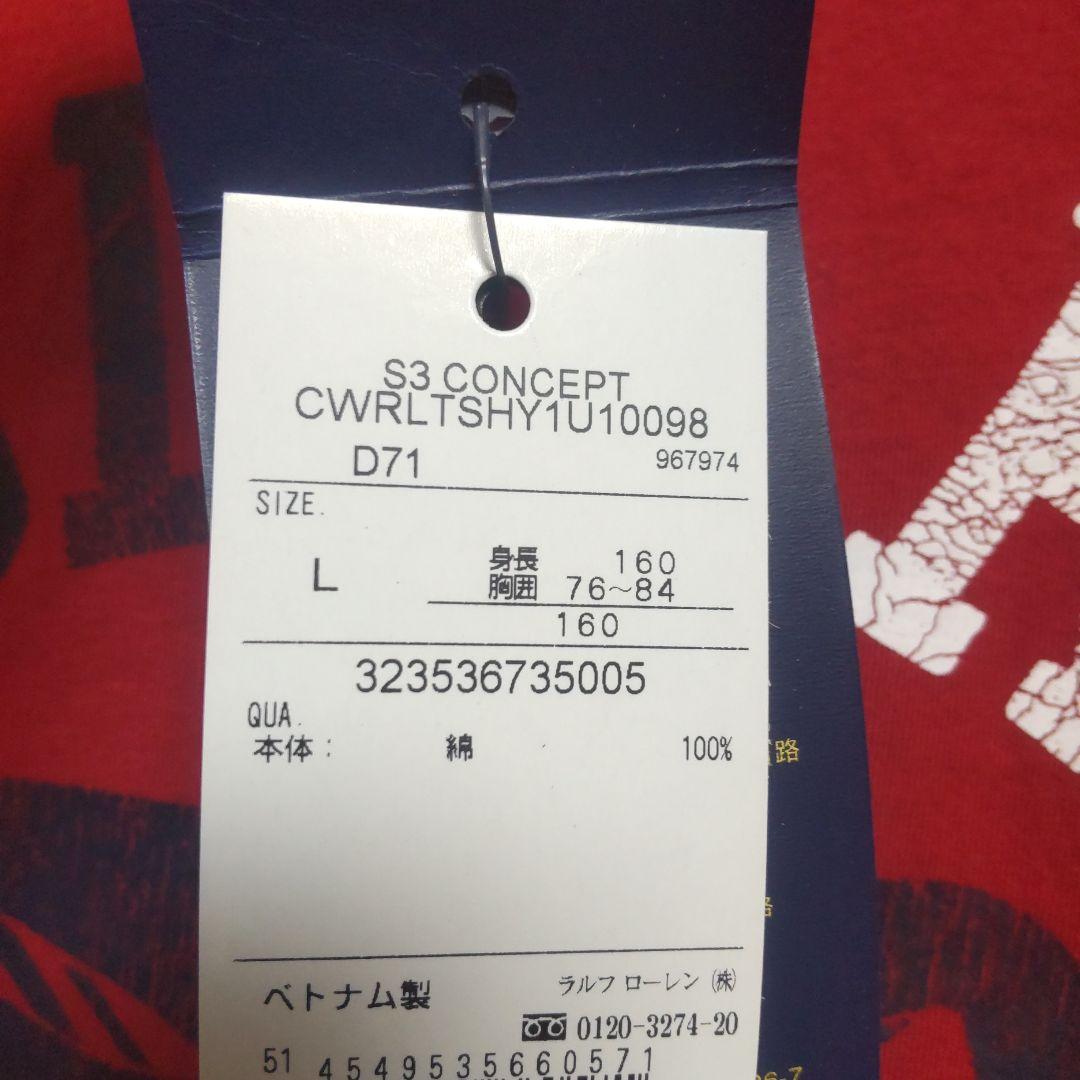 S3 CONCEPT
CWRLTSHY1U10098
D71 967974
SIZE.
L 身長 160
胸囲 76~84
160
323536735005
QUA.
本体: 綿 100%
ベトナム製 ラルフ ローレン (株)
0120-3274-20
51 4549535660571
路